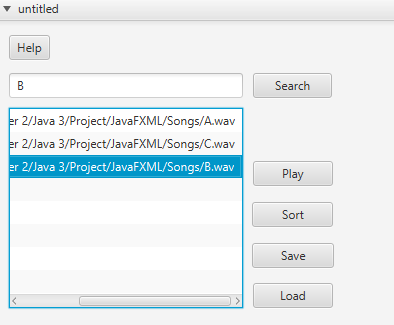 untitled
Help
B
Search
er 2/Java 3/Project/JavaFXML/Songs/A.wav
er 2/Java 3/Project/JavaFXML/Songs/C.wav
er 2/Java 3/Project/JavaFXML/Songs/B.wav
Play
Sort
Save
Load